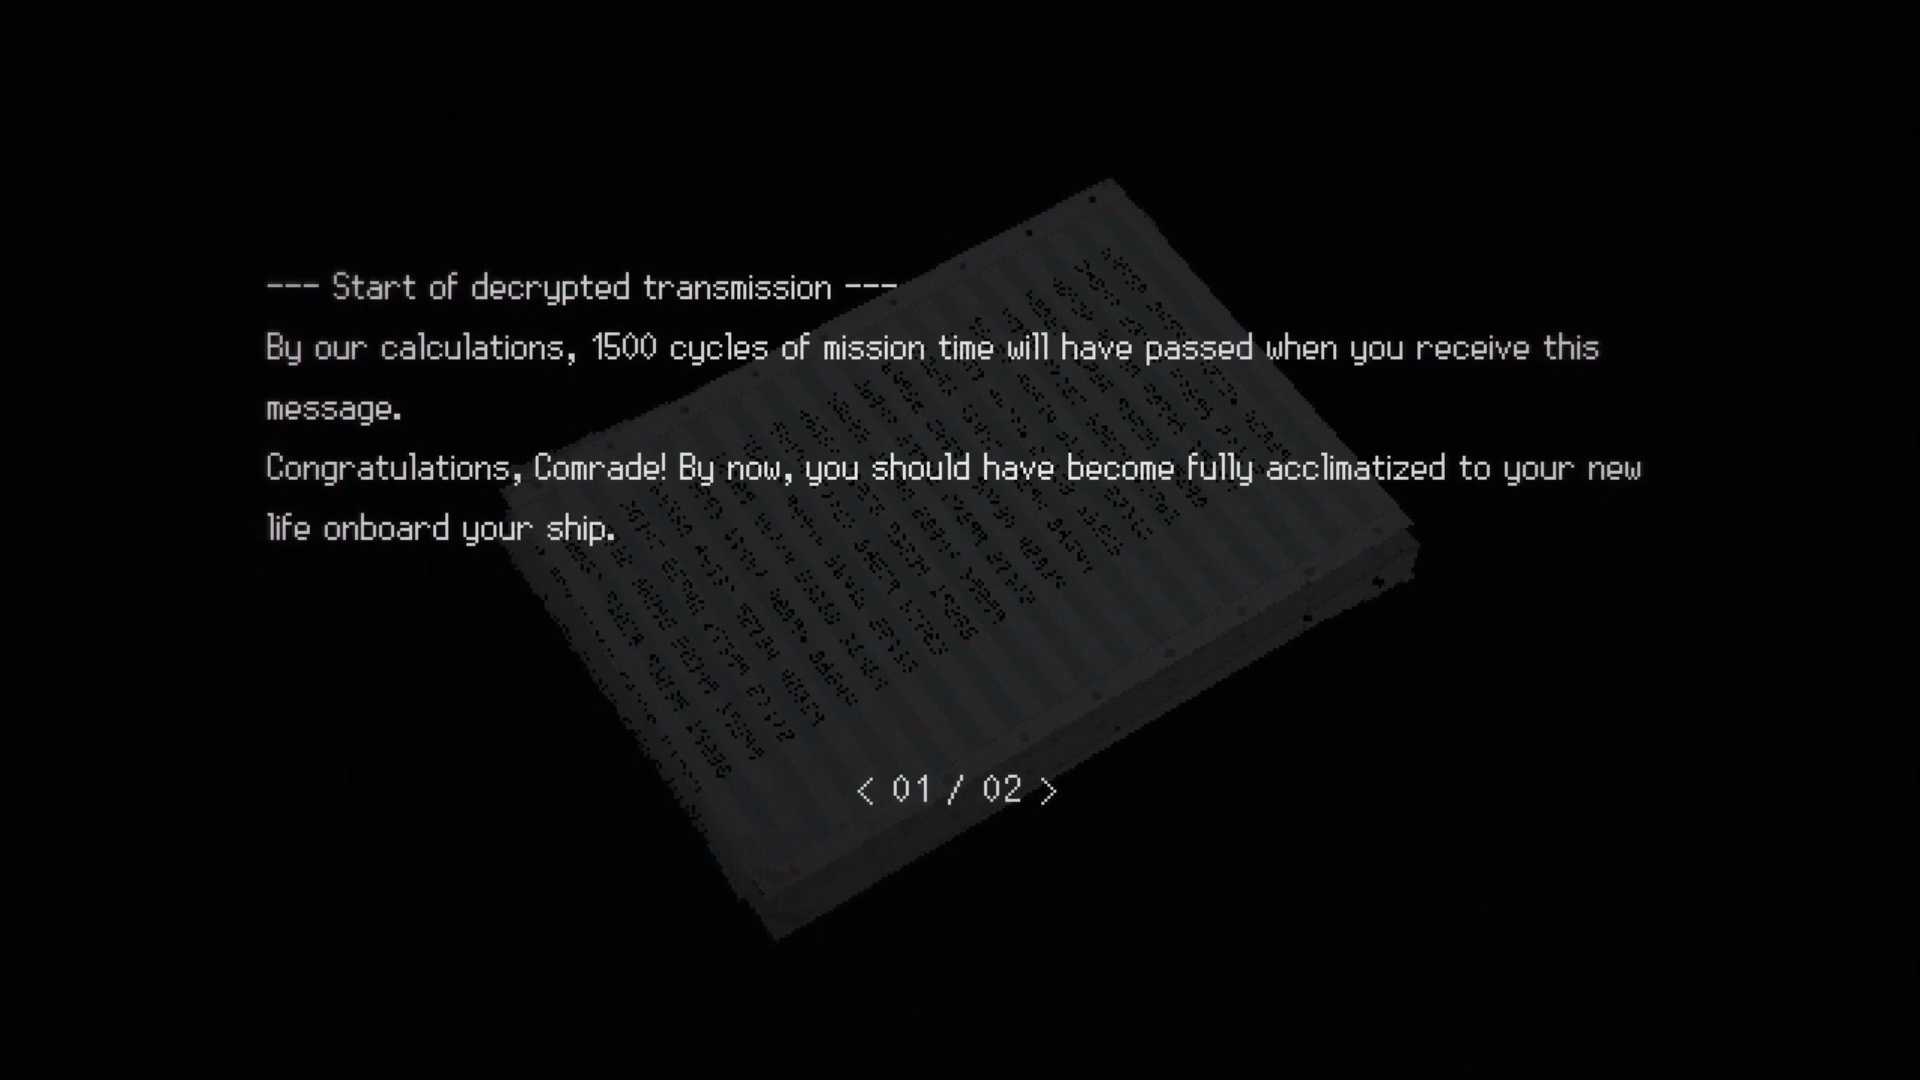 --- Start of decrypted transmission ---
By our calculations, 1500 cycles of mission time will have passed when you receive this
message.
Congratulations, Comrade! By now, you should have become fully acclimatized to your new
life onboard your ship.
< 01 / 02 >